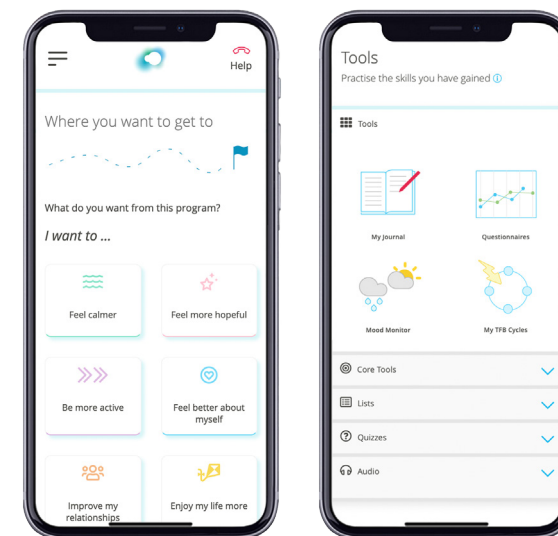 Help
Where you want to get to
What do you want from this program?
I want to ...
Feel calmer
Feel more hopeful
Be more active
Feel better about
myself
Improve my
relationships
Enjoy my life more
Tools
Practise the skills you have gained
Tools
My Journal
Questionnaires
Mood Monitor
My TFB Cycles
Core Tools
Lists
Quizzes
Audio